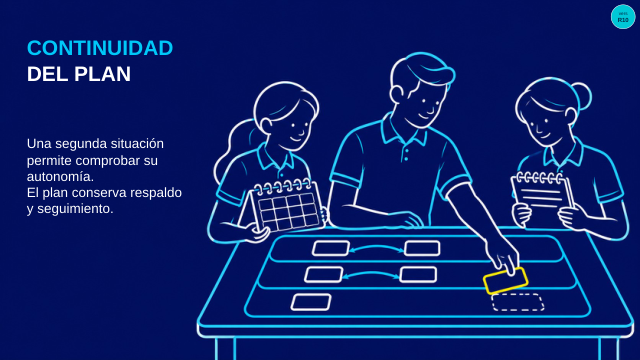 CONTINUIDAD
DEL PLAN
Una segunda situación
permite comprobar su
autonomía.
El plan conserva respaldo
y seguimiento.
R10